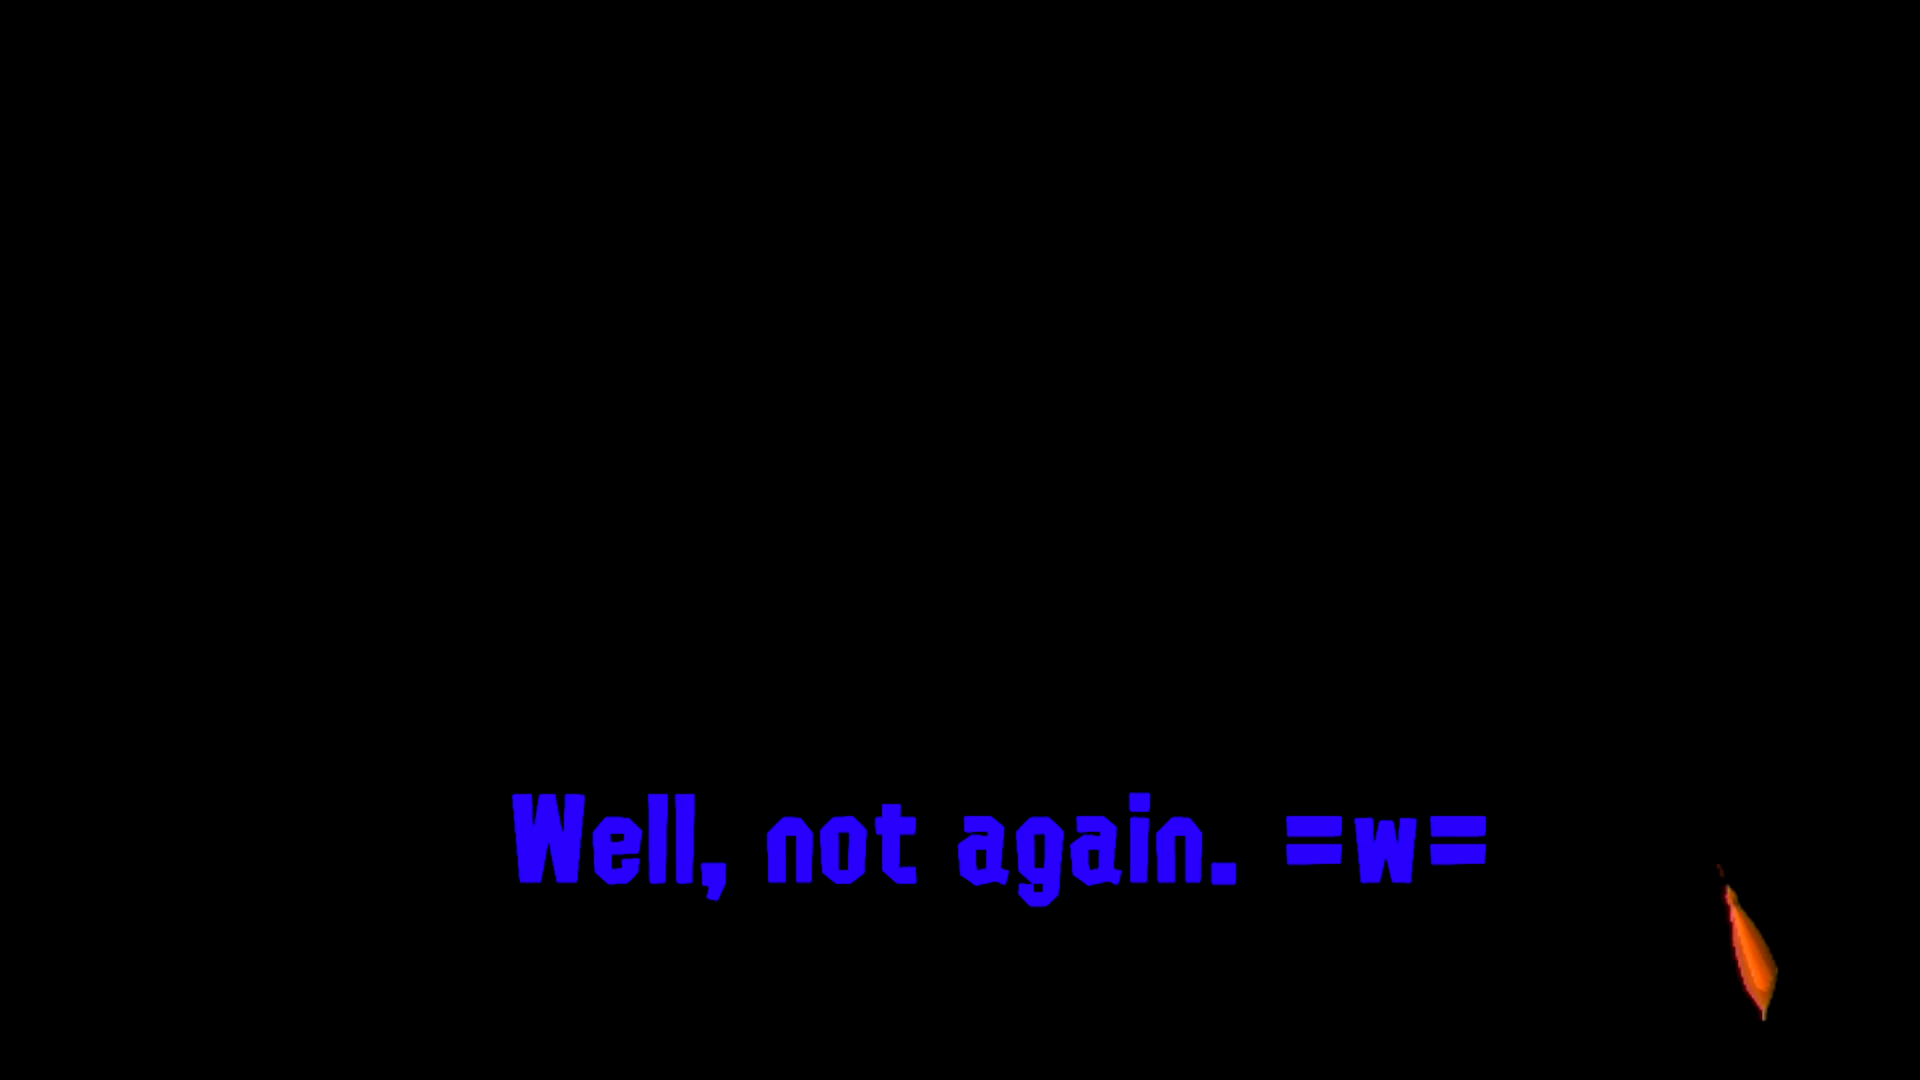 Well, not again. =w=